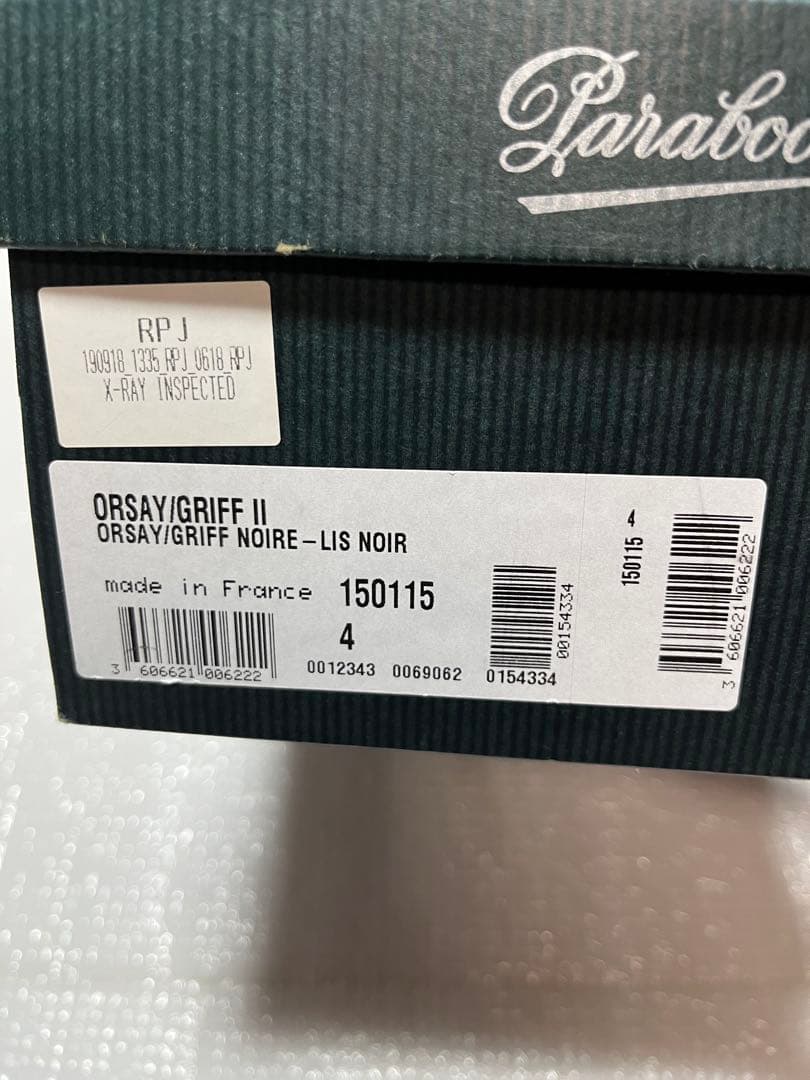 Paraboo
RPJ
190918_1335_RPJ_0618_RPJ
X-RAY INSPECTED
ORSAY/GRIFF II
ORSAY/GRIFF NOIRE–LIS NOIR
made in France 150115
4
3 606621 006222
0012343 0069062 0154334
00154334
4
150115
3 606621 006222